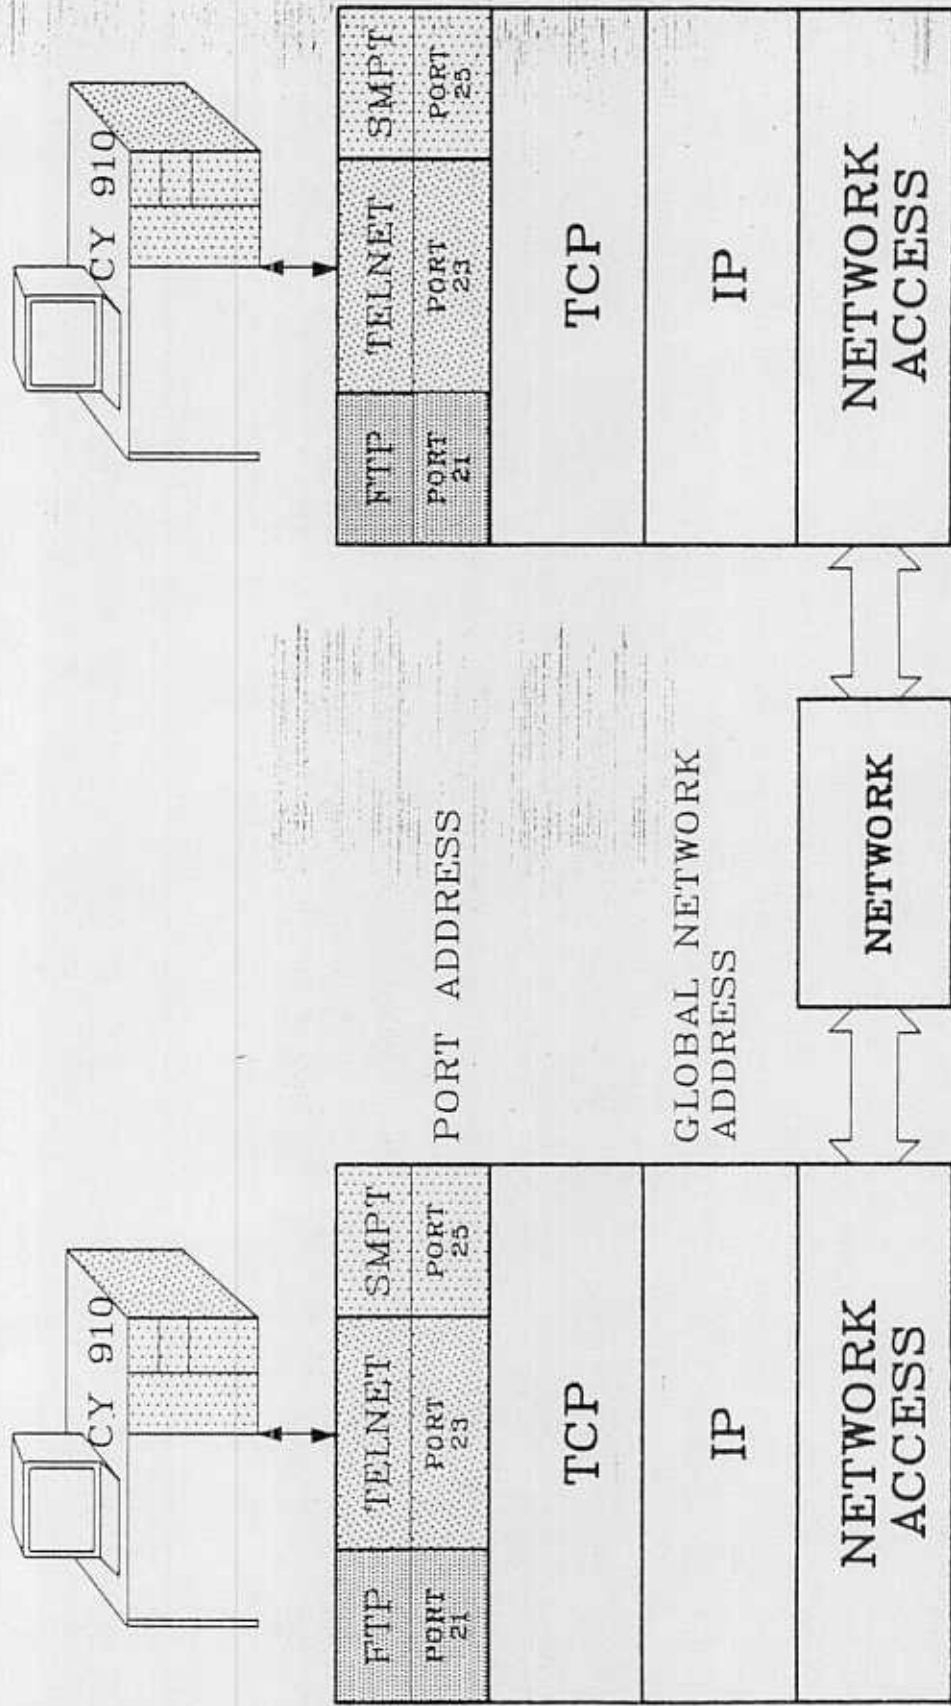 CY 910
CY 910
FTP
TELNET
SMPT
PORT 21
PORT 23
PORT 25
PORT ADDRESS
FTP
TELNET
SMPT
PORT 21
PORT 23
PORT 25
TCP
TCP
IP
GLOBAL NETWORK
ADDRESS
IP
NETWORK
ACCESS
NETWORK
NETWORK
ACCESS